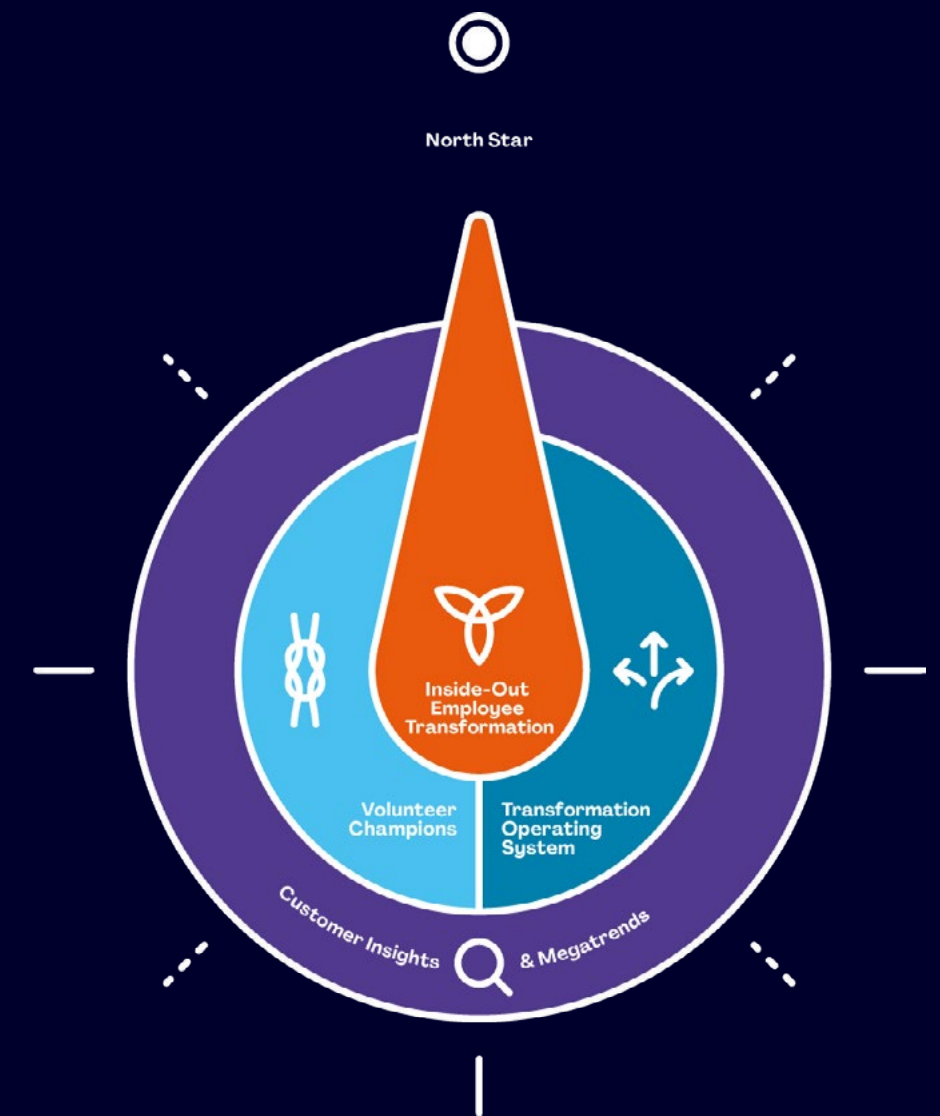 North Star
Inside-Out
Employee
Transformation
Volunteer
Champions
Transformation
Operating
System
Customer Insights & Megatrends